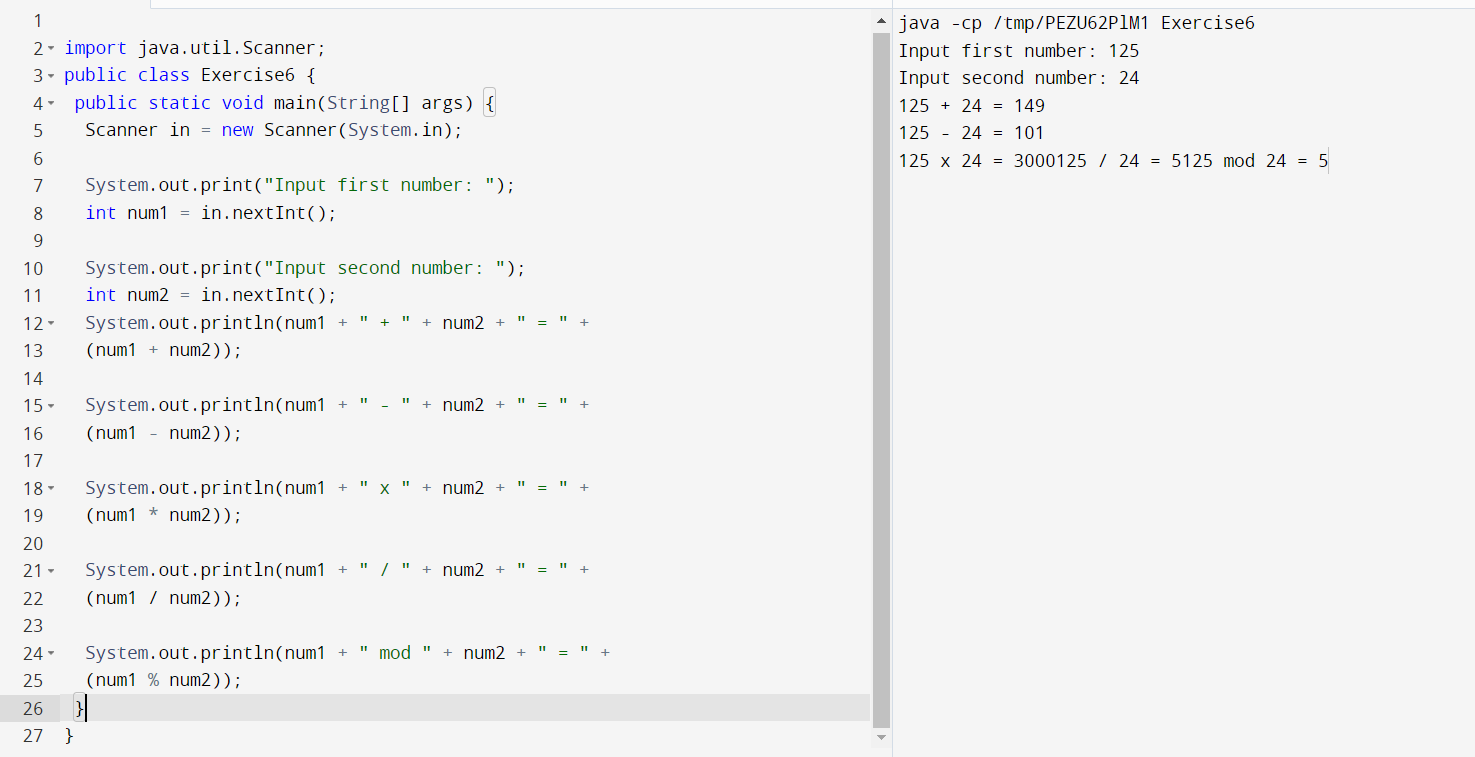 1
2 import java.util.Scanner;
3 public class Exercise6 {
4 public static void main(String[] args) {
5 Scanner in = new Scanner(System.in);
6
7 System.out.print("Input first number: ");
8 int num1 = in.nextInt();
9
10 System.out.print("Input second number: ");
11 int num2 = in.nextInt();
12 System.out.println(num1 + " + " + num2 + " = " +
13 (num1 + num2));
14
15 System.out.println(num1 + " - " + num2 + " = " +
16 (num1 - num2));
17
18 System.out.println(num1 + " x " + num2 + " = " +
19 (num1 * num2));
20
21 System.out.println(num1 + " / " + num2 + " = " +
22 (num1 / num2));
23
24 System.out.println(num1 + " mod " + num2 + " = " +
25 (num1 % num2));
26 }
27 }
java -cp /tmp/PEZU62PlM1 Exercise6
Input first number: 125
Input second number: 24
125 + 24 = 149
125 - 24 = 101
125 x 24 = 3000125 / 24 = 5125 mod 24 = 5